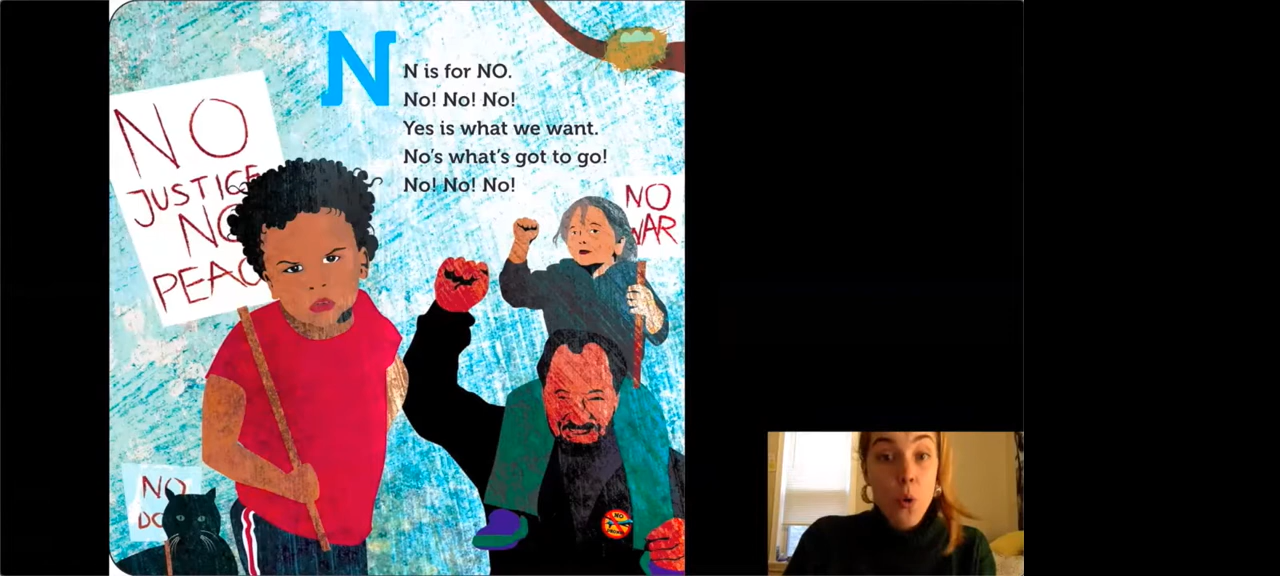 N
N is for NO.
No! No! No!
Yes is what we want.
No's what's got to go!
No! No! No!
NO
JUSTICE
NO
PEAC
NO
WAR
NO
NO